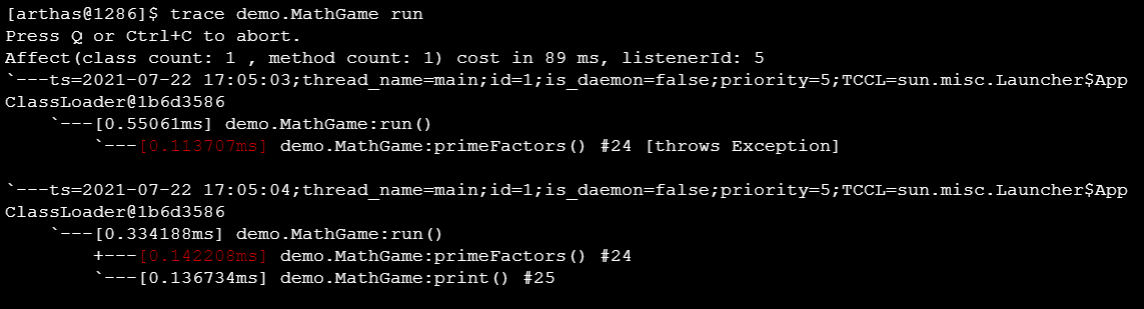 [arthas@1286]$ trace demo.MathGame run
Press Q or Ctrl+C to abort.
Affect(class count: 1 , method count: 1) cost in 89 ms, listenerId: 5
`---ts=2021-07-22 17:05:03;thread_name=main;id=1;is_daemon=false;priority=5;TCCL=sun.misc.Launcher$App
ClassLoader@1b6d3586
    `---[0.55061ms] demo.MathGame:run()
        `---[0.113707ms] demo.MathGame:primeFactors() #24 [throws Exception]

`---ts=2021-07-22 17:05:04;thread_name=main;id=1;is_daemon=false;priority=5;TCCL=sun.misc.Launcher$App
ClassLoader@1b6d3586
    `---[0.334188ms] demo.MathGame:run()
        +---[0.142208ms] demo.MathGame:primeFactors() #24
        `---[0.136734ms] demo.MathGame:print() #25